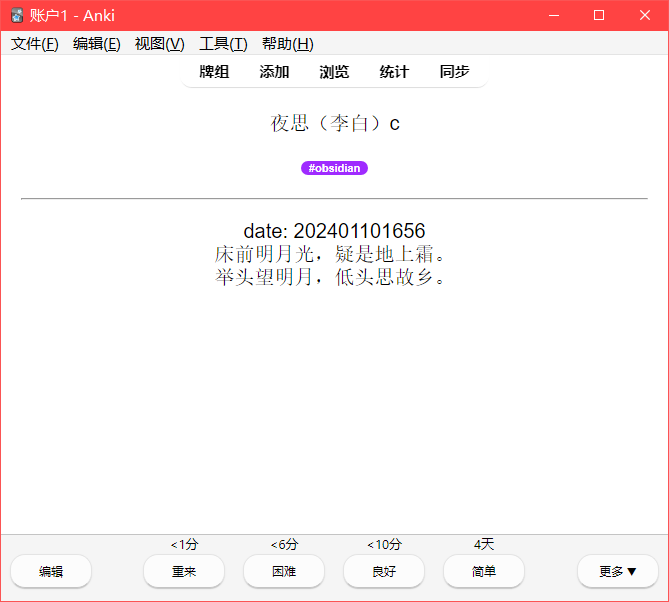 账户1 - Anki
文件(F) 编辑(E) 视图(V) 工具(T) 帮助(H)
牌组 添加 浏览 统计 同步
夜思（李白）c
#obsidian
date: 202401101656
床前明月光，疑是地上霜。
举头望明月，低头思故乡。
<1分 <6分 <10分 4天
编辑 重来 困难 良好 简单 更多▼